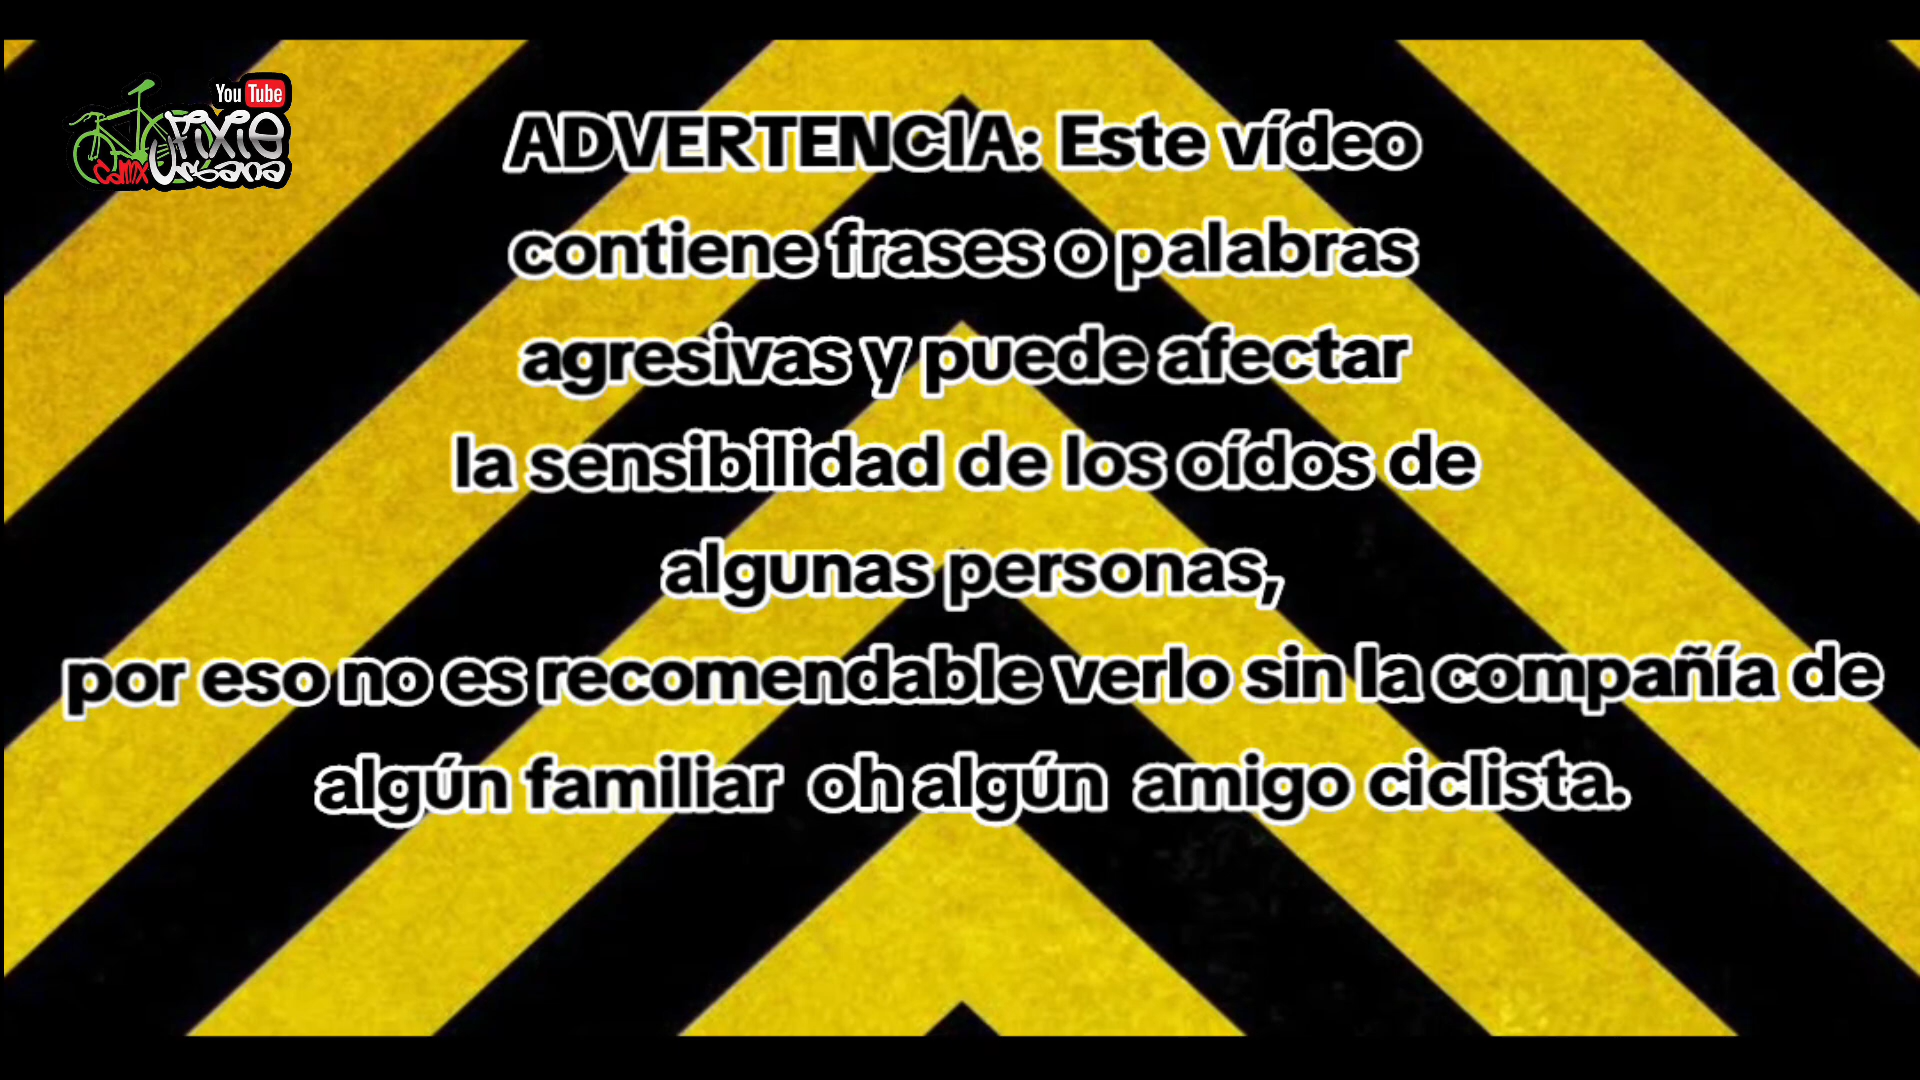 You Tube
Fixie
CDMX Urbana
ADVERTENCIA: Este vídeo
contiene frases o palabras
agresivas y puede afectar
la sensibilidad de los oídos de
algunas personas,
por eso no es recomendable verlo sin la compañía de
algún familiar oh algún amigo ciclista.